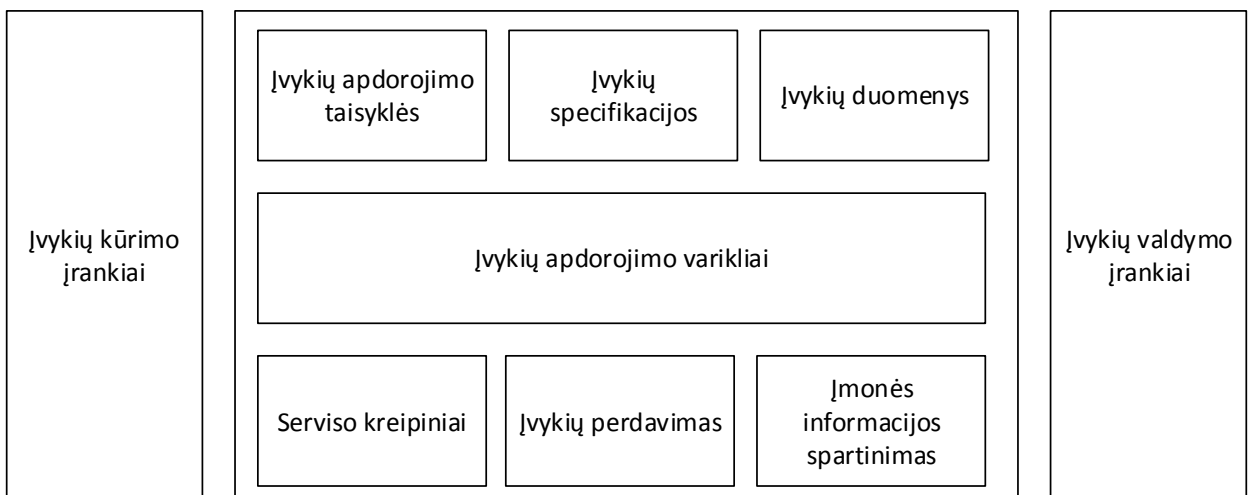 Įvykių kūrimo
įrankiai
Įvykių apdorojimo
taisyklės
Įvykių
specifikacijos
Įvykių duomenys
Įvykių apdorojimo varikliai
Serviso kreipiniai
Įvykių perdavimas
Įmonės
informacijos
spartinimas
Įvykių valdymo
įrankiai